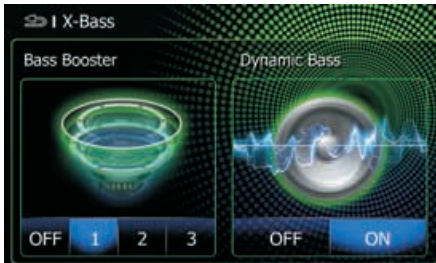 X-Bass
Bass Booster
Dynamic Bass
OFF 1 2 3
OFF ON